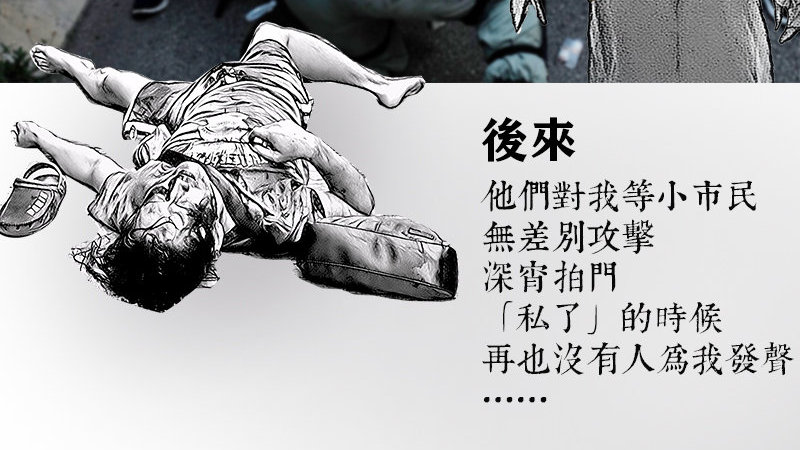 後來
他們對我等小市民
無差別攻擊
深宵拍門
「私了」的時候
再也沒有人為我發聲
......